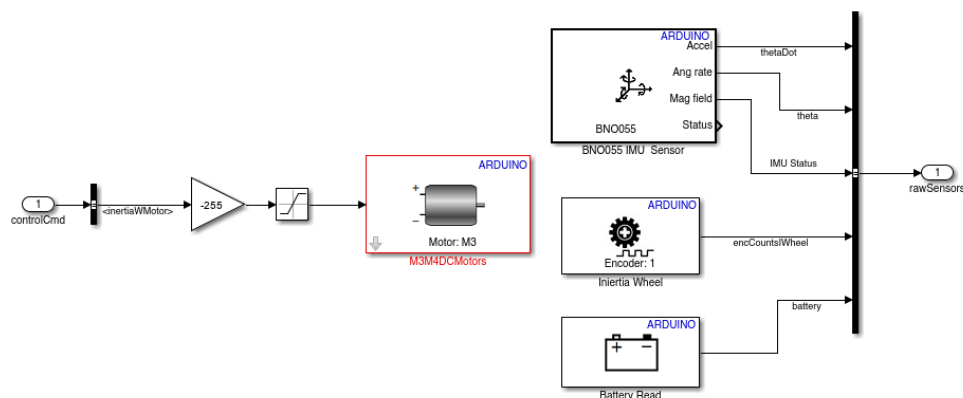 1
controlCmd
<inertiaWMotor>
-255
ARDUINO
+
−
Motor: M3
M3M4DCMotors
ARDUINO
Accel
Ang rate
Mag field
Status
BNO055
BNO055 IMU Sensor
thetaDot
theta
IMU Status
ARDUINO
Encoder: 1
Iniertia Wheel
encCountsIWheel
ARDUINO
+ −
Battery Read
battery
1
rawSensors